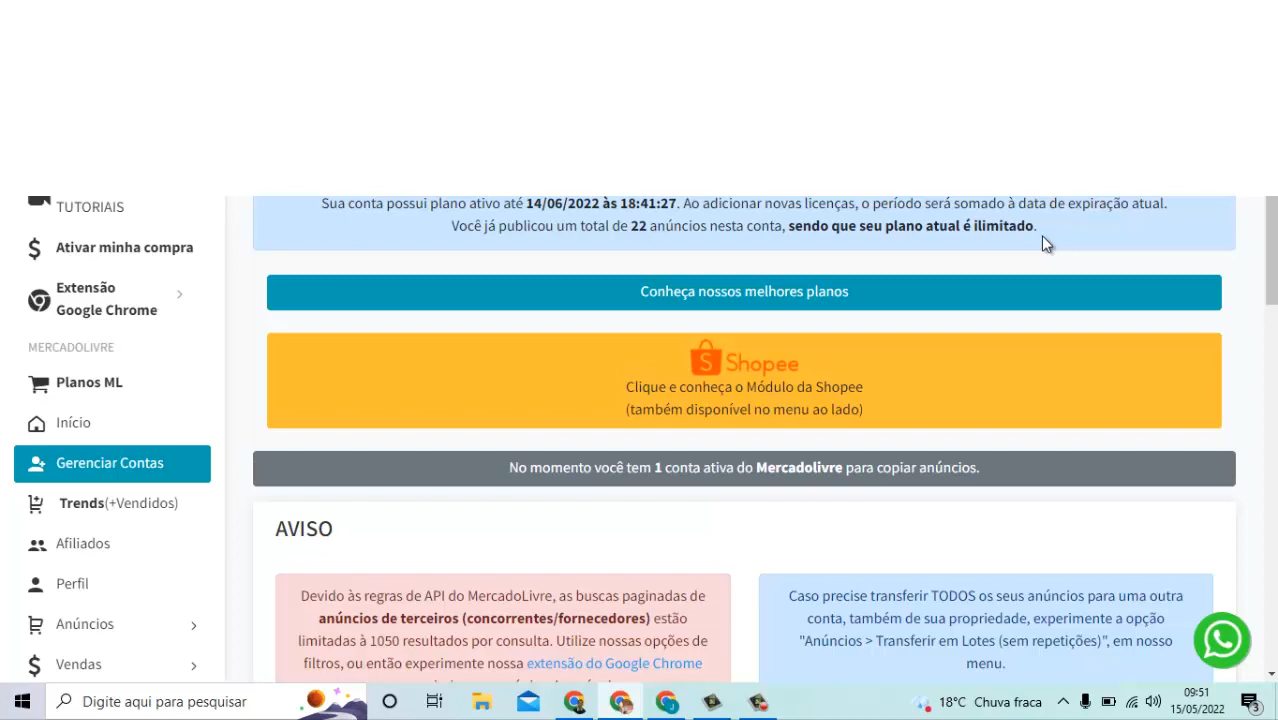 TUTORIAIS
Ativar minha compra
Extensão
Google Chrome
MERCADOLIVRE
Planos ML
Início
Gerenciar Contas
Trends(+Vendidos)
Afiliados
Perfil
Anúncios
Vendas
Sua conta possui plano ativo até 14/06/2022 às 18:41:27. Ao adicionar novas licenças, o período será somado à data de expiração atual.
Você já publicou um total de 22 anúncios nesta conta, sendo que seu plano atual é ilimitado.
Conheça nossos melhores planos
Shopee
Clique e conheça o Módulo da Shopee
(também disponível no menu ao lado)
No momento você tem 1 conta ativa do Mercadolivre para copiar anúncios.
AVISO
Devido às regras de API do MercadoLivre, as buscas paginadas de
anúncios de terceiros (concorrentes/fornecedores) estão
limitadas à 1050 resultados por consulta. Utilize nossas opções de
filtros, ou então experimente nossa extensão do Google Chrome
Caso precise transferir TODOS os seus anúncios para uma outra
conta, também de sua propriedade, experimente a opção
"Anúncios > Transferir em Lotes (sem repetições)", em nosso
menu.
Digite aqui para pesquisar
18°C Chuva fraca
09:51
15/05/2022
3